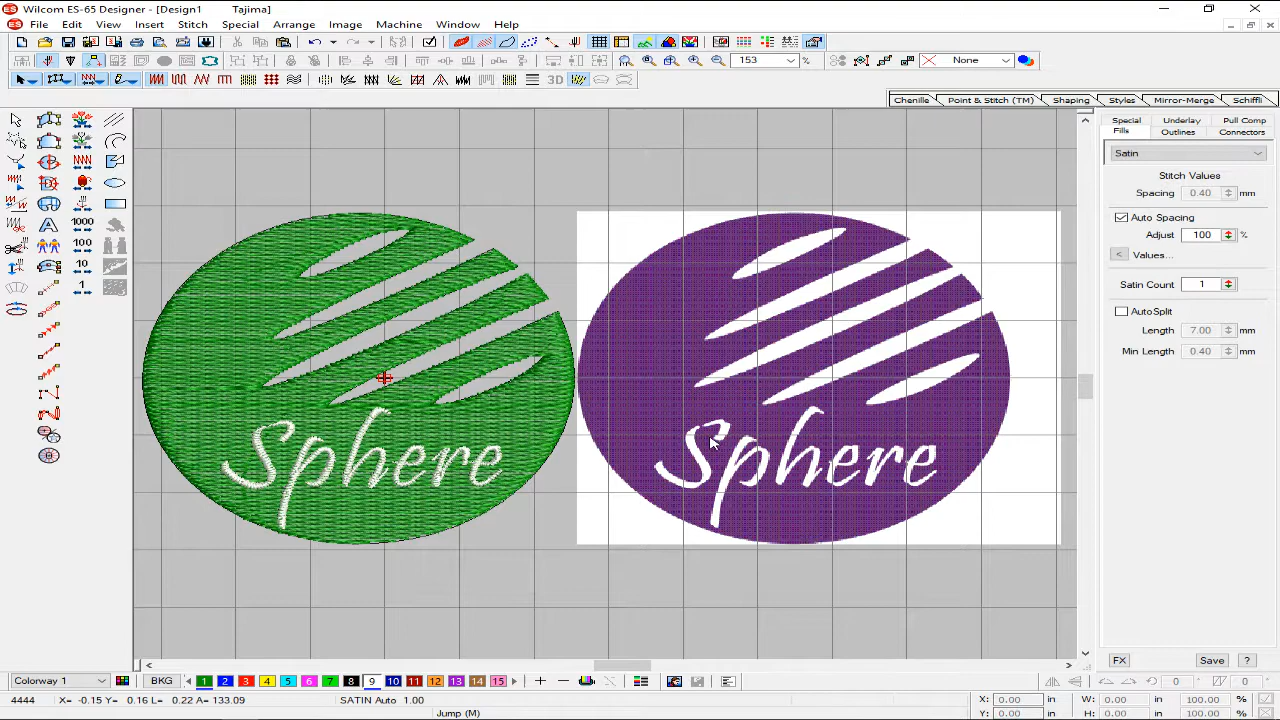 Wilcom ES-65 Designer - [Design1 Tajima]
File Edit View Insert Stitch Special Arrange Image Machine Window Help
153 % None
3D
Chenille Point & Stitch (TM) Shaping Styles Mirror-Merge Schiffli
Special Underlay Pull Comp
Fills Outlines Connectors
Satin
Stitch Values
Spacing 0.40 mm
Auto Spacing
Adjust 100 %
< Values...
Satin Count 1
Auto Split
Length 7.00 mm
Min Length 0.40 mm
1000
100
10
1
Sphere
Sphere
FX Save ?
Colorway 1 BKG 1 2 3 4 5 6 7 8 9 10 11 12 13 14 15
4444 X= -0.15 Y= 0.16 L= 0.22 A= 133.09 SATIN Auto 1.00 X: 0.00 in W: 0.00 in 100.00 %
Jump (M) Y: 0.00 in H: 0.00 in 100.00 %
0 0